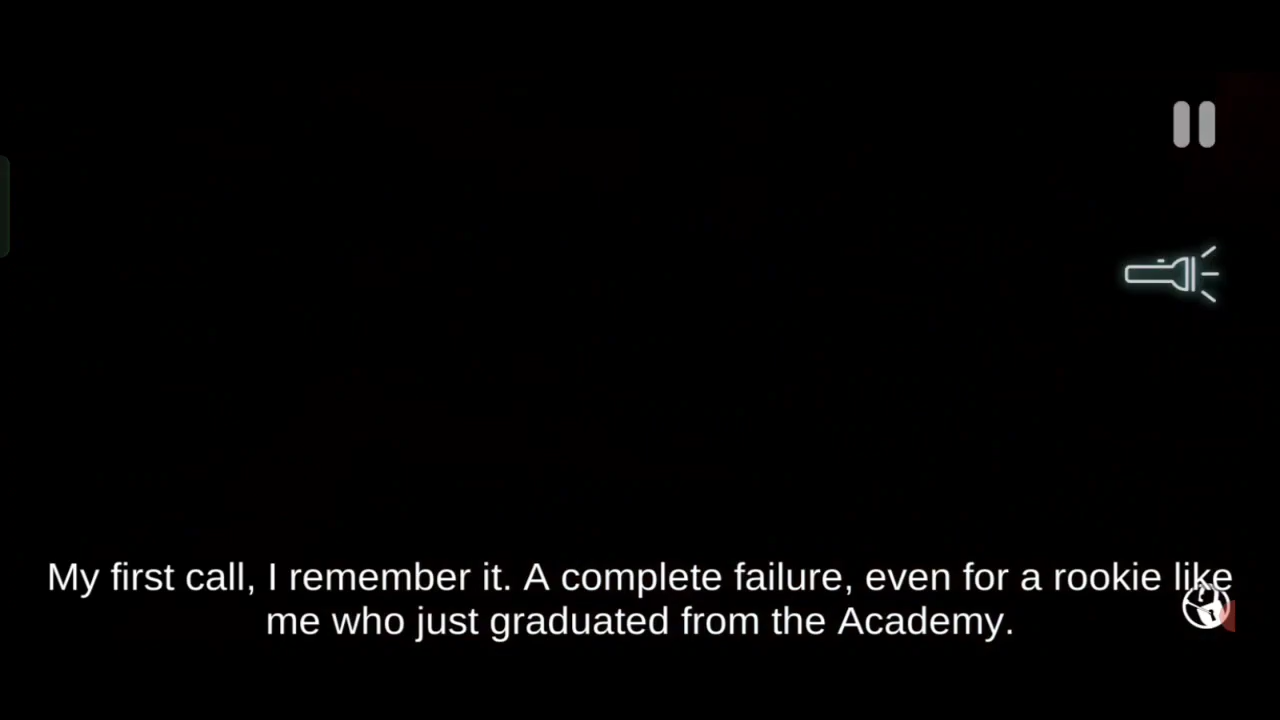 My first call, I remember it. A complete failure, even for a rookie like
me who just graduated from the Academy.